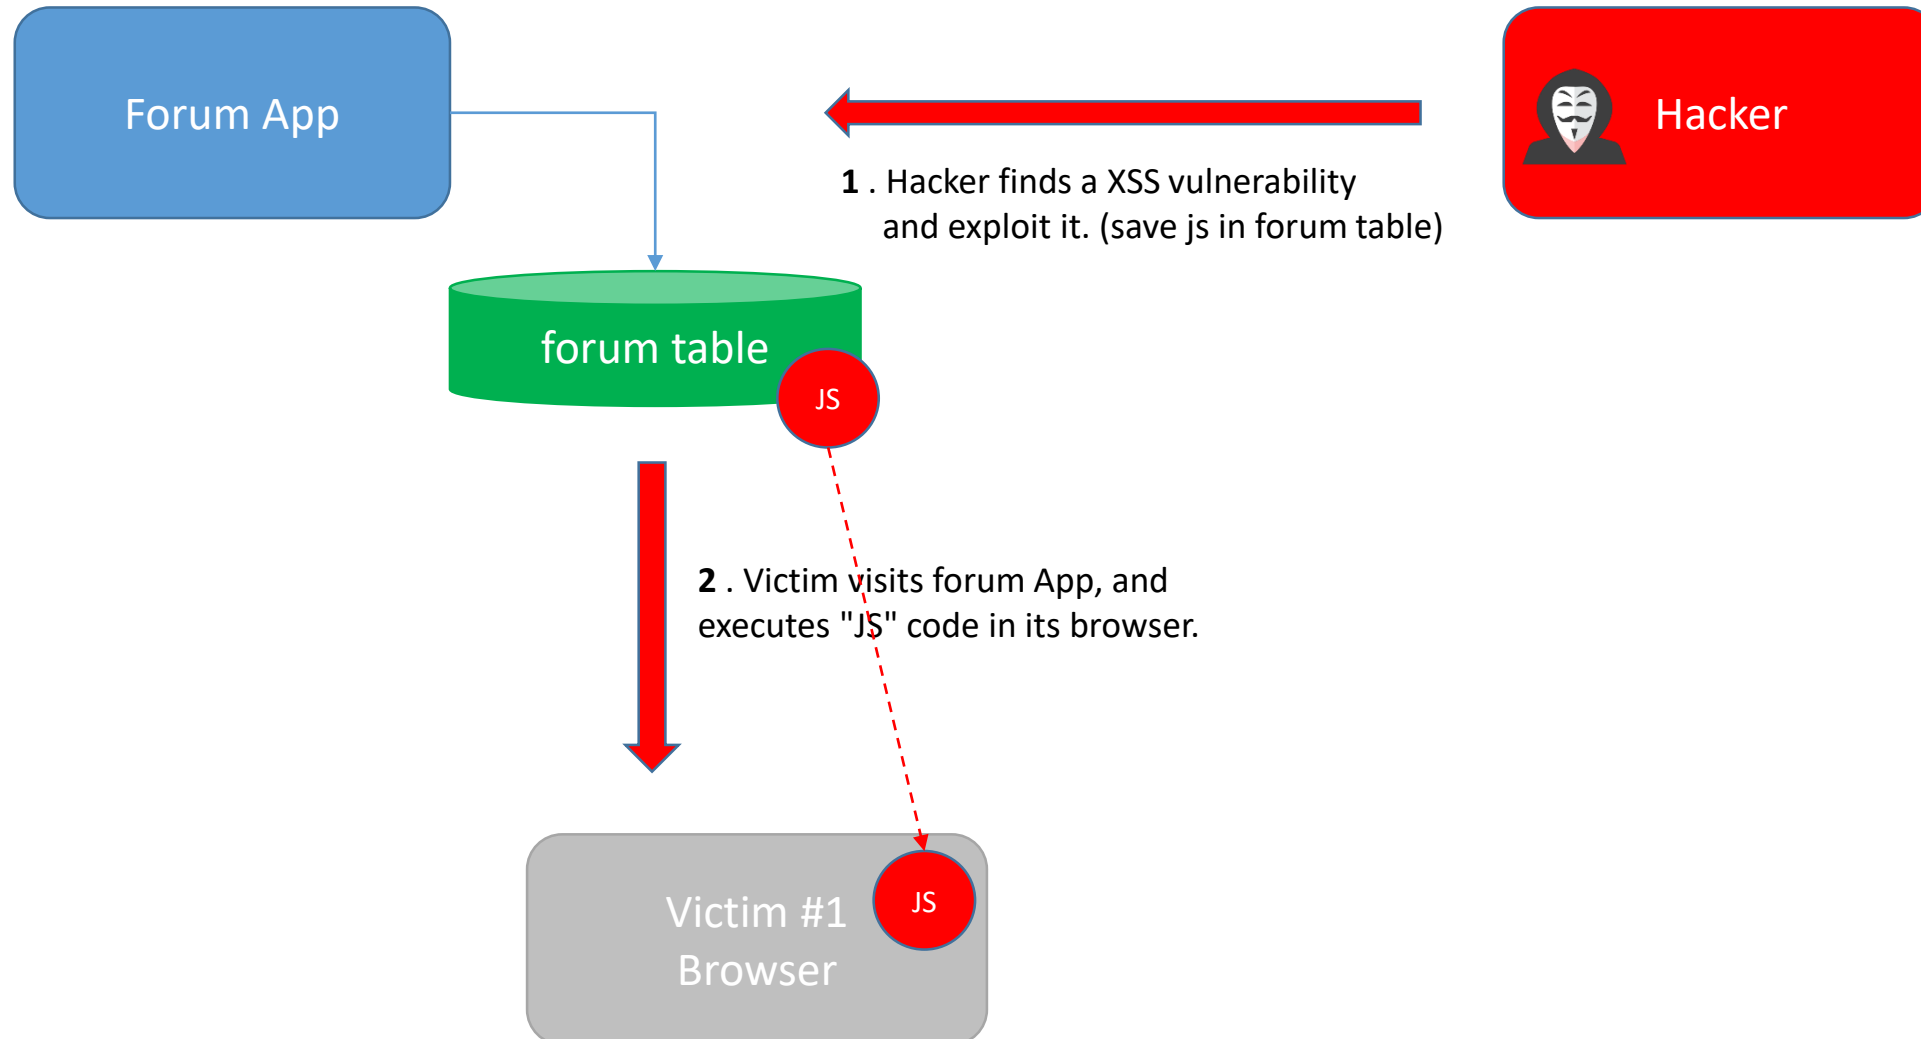 Forum App
Hacker
1 . Hacker finds a XSS vulnerability
and exploit it. (save js in forum table)
forum table
JS
2 . Victim visits forum App, and
executes "JS" code in its browser.
Victim #1
Browser
JS